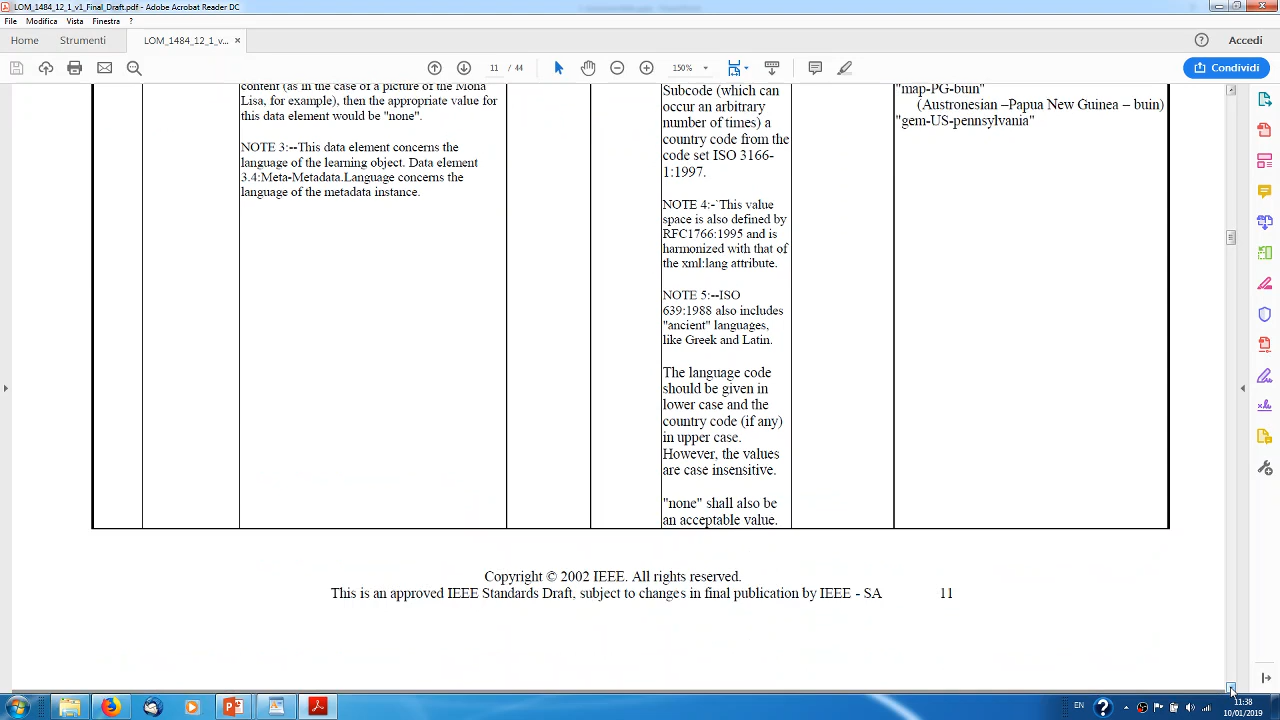 LOM_1484_12_1_v1_Final_Draft.pdf - Adobe Acrobat Reader DC
File Modifica Vista Finestra ?
Home Strumenti LOM_1484_12_1_v... × Accedi
11 / 44 150% Condividi
content (as in the case of a picture of the Mona
Lisa, for example), then the appropriate value for
this data element would be "none".
NOTE 3:--This data element concerns the
language of the learning object. Data element
3.4:Meta-Metadata.Language concerns the
language of the metadata instance.
Subcode (which can
occur an arbitrary
number of times) a
country code from the
code set ISO 3166-
1:1997.
NOTE 4:-`This value
space is also defined by
RFC1766:1995 and is
harmonized with that of
the xml:lang attribute.
NOTE 5:--ISO
639:1988 also includes
"ancient" languages,
like Greek and Latin.
The language code
should be given in
lower case and the
country code (if any)
in upper case.
However, the values
are case insensitive.
"none" shall also be
an acceptable value.
"map-PG-buin"
(Austronesian –Papua New Guinea – buin)
"gem-US-pennsylvania"
Copyright © 2002 IEEE. All rights reserved.
This is an approved IEEE Standards Draft, subject to changes in final publication by IEEE - SA 11
EN 11:38
10/01/2019